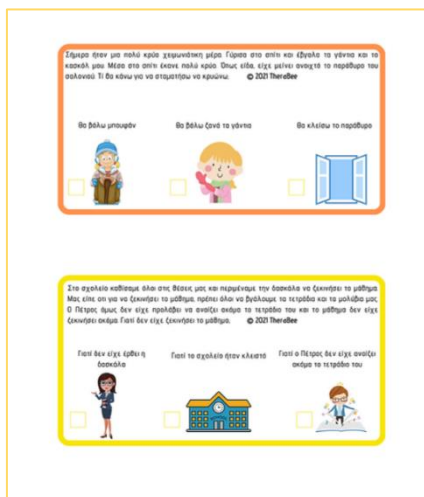 Σήμερα ήταν μια πολύ κρύα χειμωνιάτικη μέρα. Γύρισα στο σπίτι και έβγαλα τα γάντια και το
κασκόλ μου. Μέσα στο σπίτι έκανε πολύ κρύο. Όπως είδα, είχε μείνει ανοιχτό το παράθυρο του
σαλονιού. Τι θα κάνω για να σταματήσω να κρυώνω; © 2021 TheraBee
θα βάλω μπουφάν
θα βάλω ξανά τα γάντια
θα κλείσω το παράθυρο
Στο σχολείο καθίσαμε όλοι στις θέσεις μας και περιμέναμε την δασκάλα να ξεκινήσει το μάθημα.
Μας είπε οτι για να ξεκινήσει το μάθημα, πρέπει όλοι να βγάλουμε τα τετράδια και τα μολύβια μας.
Ο Πέτρος όμως δεν είχε προλάβει να ανοίξει ακόμα το τετράδιο του και το μάθημα δεν είχε
ξεκινήσει ακόμα. Γιατί δεν είχε ξεκινήσει το μάθημα; © 2021 TheraBee
Γιατί δεν είχε έρθει η
δασκάλα
Γιατί το σχολείο ήταν κλειστό
Γιατί ο Πέτρος δεν είχε ανοίξει
ακόμα το τετράδιο του